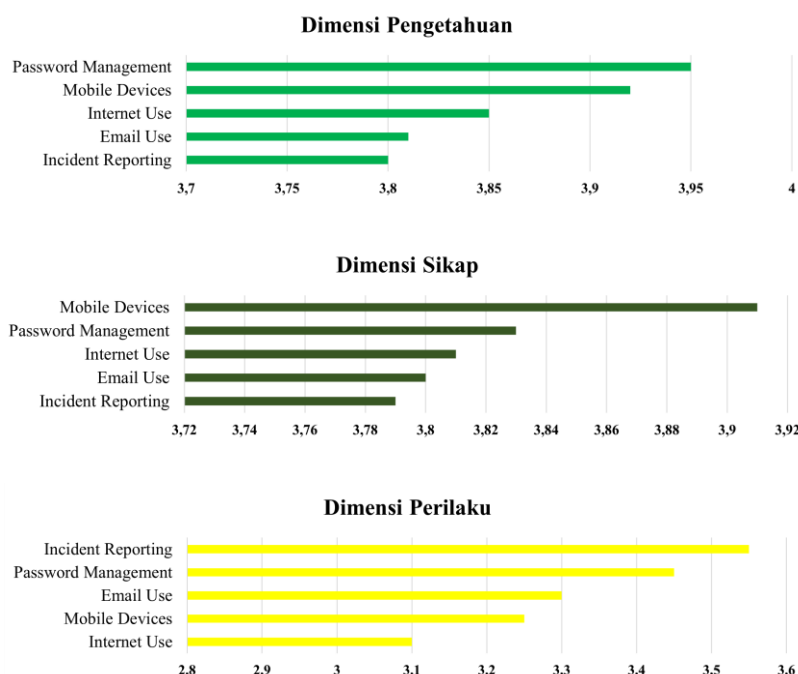 Dimensi Pengetahuan
Password Management
Mobile Devices
Internet Use
Email Use
Incident Reporting
3,7 3,75 3,8 3,85 3,9 3,95 4
Dimensi Sikap
Mobile Devices
Password Management
Internet Use
Email Use
Incident Reporting
3,72 3,74 3,76 3,78 3,8 3,82 3,84 3,86 3,88 3,9 3,92
Dimensi Perilaku
Incident Reporting
Password Management
Email Use
Mobile Devices
Internet Use
2,8 2,9 3 3,1 3,2 3,3 3,4 3,5 3,6